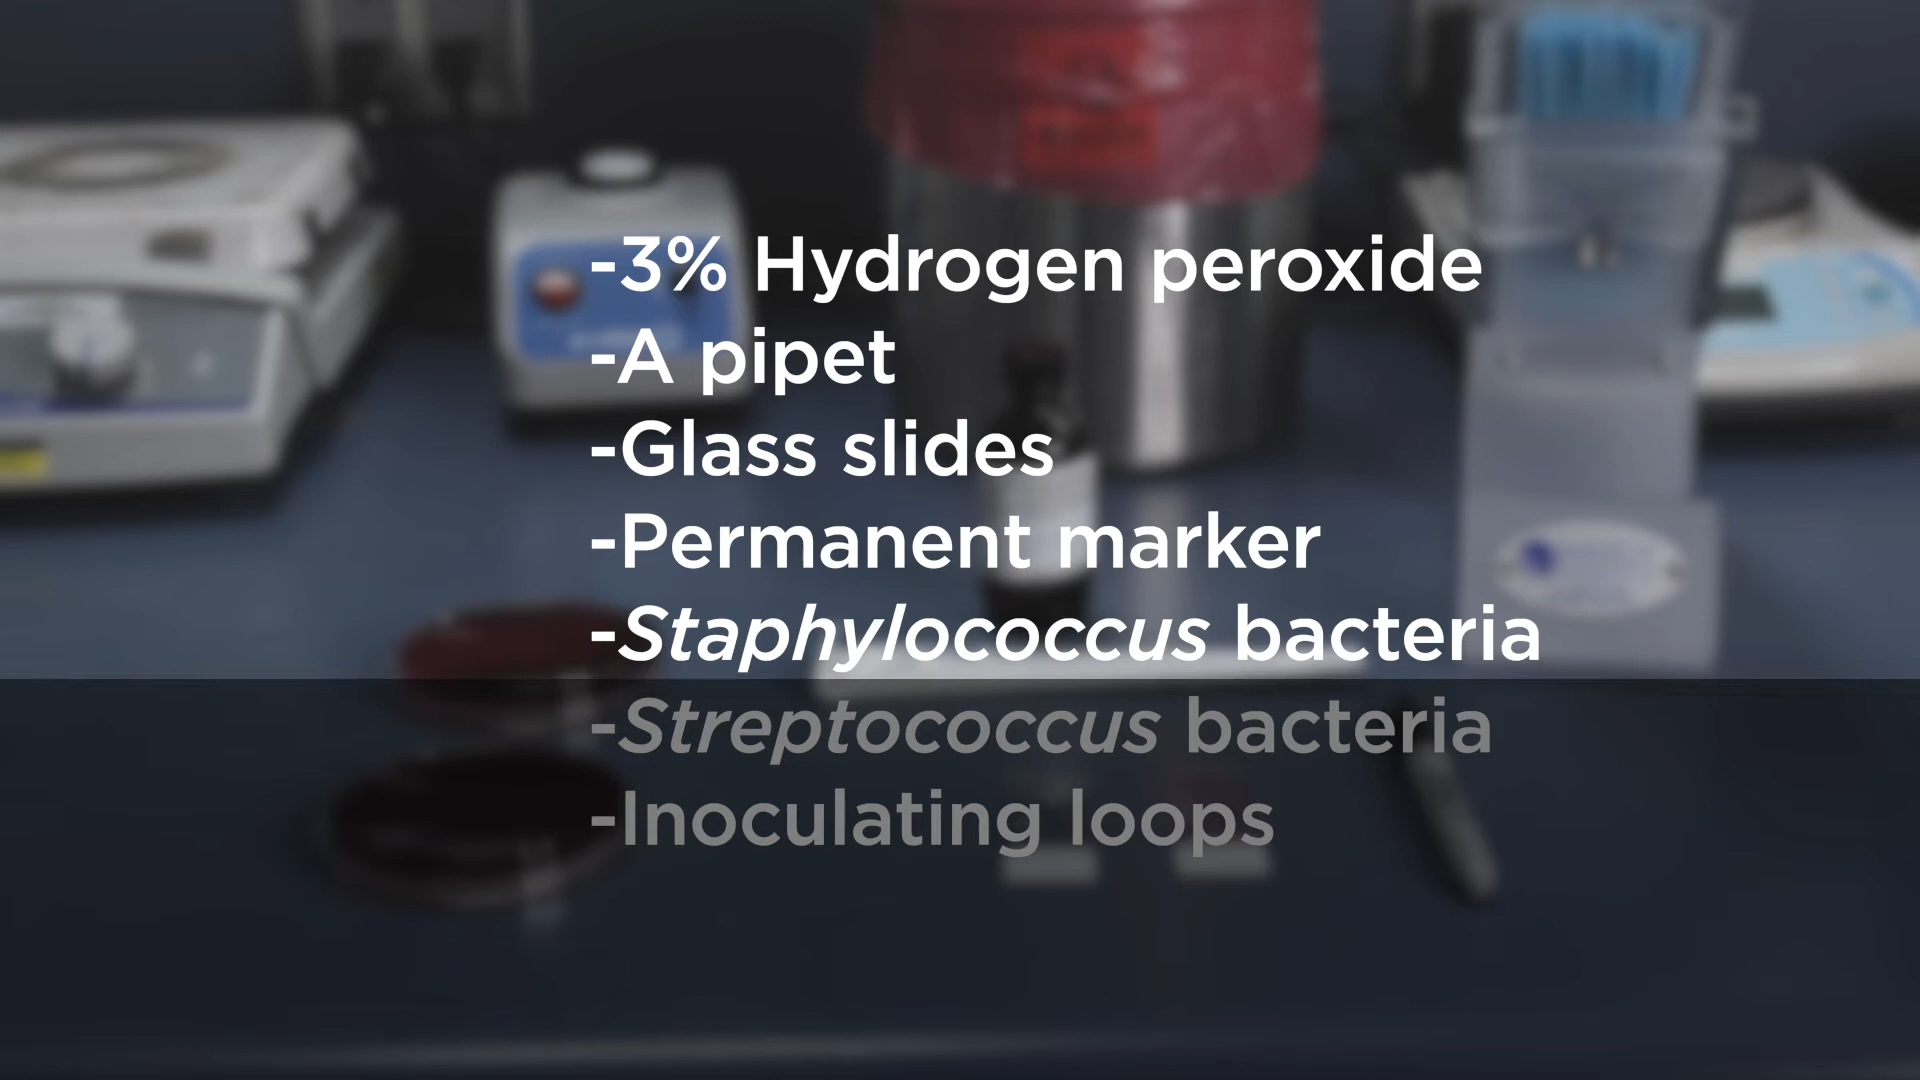 -3% Hydrogen peroxide
-A pipet
-Glass slides
-Permanent marker
-Staphylococcus bacteria
-Streptococcus bacteria
-Inoculating loops